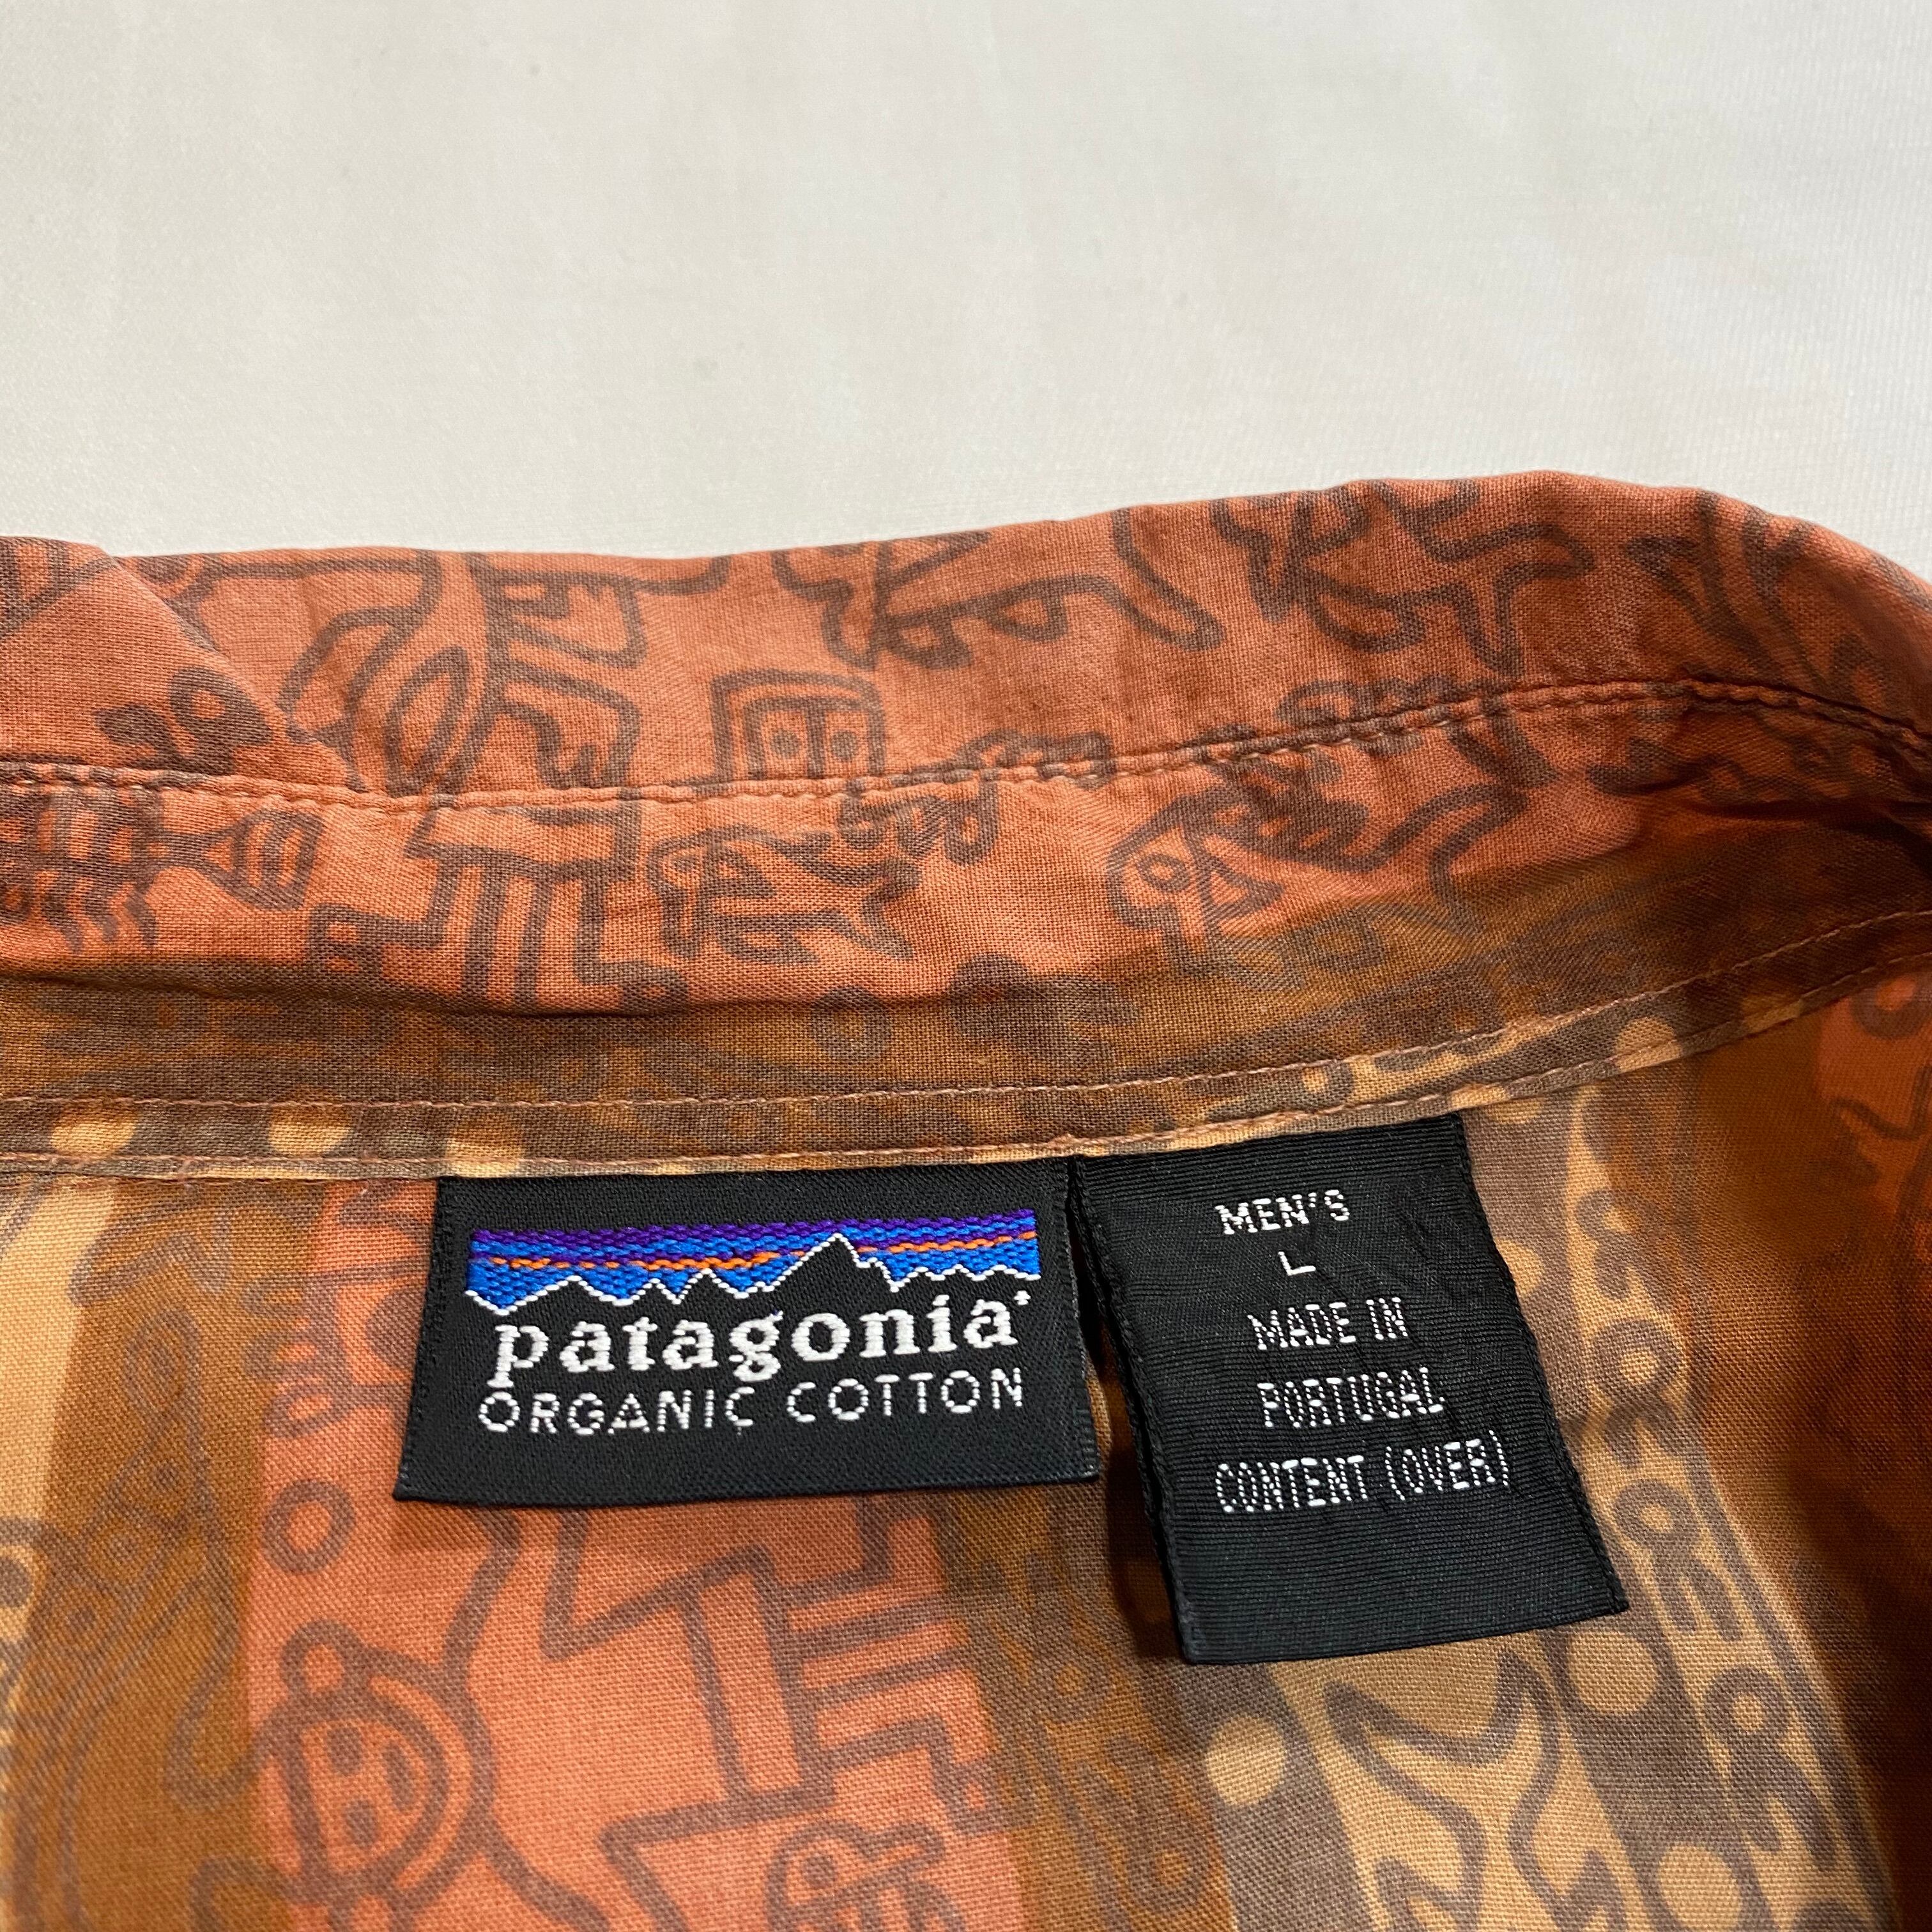 patagonia
ORGANIC COTTON
MEN'S
L
MADE IN
PORTUGAL
CONTENT (OVER)